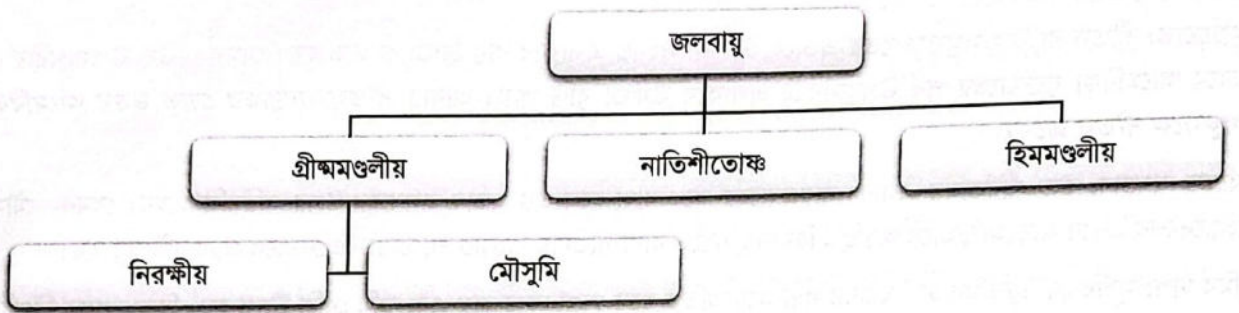 জলবায়ু
গ্রীষ্মমণ্ডলীয়
নাতিশীতোষ্ণ
হিমমণ্ডলীয়
নিরক্ষীয়
মৌসুমি